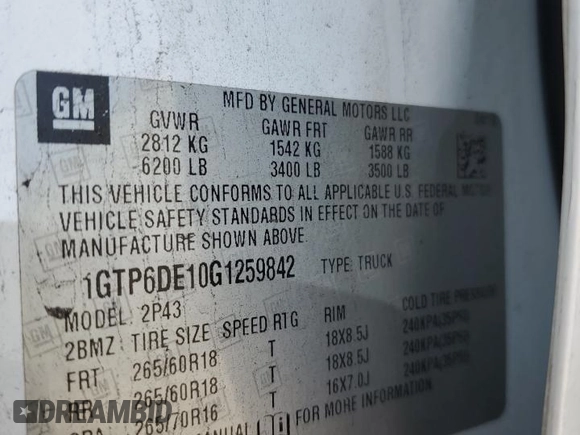 GM
MFD BY GENERAL MOTORS LLC
GVWR GAWR FRT GAWR RR
2812 KG 1542 KG 1588 KG
6200 LB 3400 LB 3500 LB
THIS VEHICLE CONFORMS TO ALL APPLICABLE U.S. FEDERAL MOTOR
VEHICLE SAFETY STANDARDS IN EFFECT ON THE DATE OF
MANUFACTURE SHOWN ABOVE.
1GTP6DE10G1259842 TYPE: TRUCK
MODEL: 2P43
2BMZ: TIRE SIZE SPEED RTG RIM COLD TIRE PRESSURE
FRT 265/60R18 T 18X8.5J 240KPA(35PSI)
RR 265/60R18 T 18X8.5J 240KPA(35PSI)
SPA 265/70R16 T 16X7.0J 240KPA(35PSI)
MANUAL FOR MORE INFORMATION.
DREAMBID